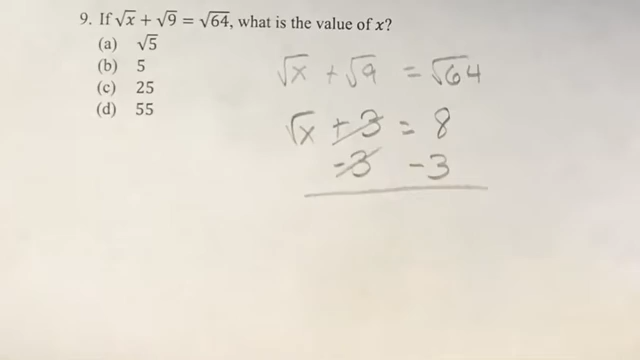 9. If √x + √9 = √64, what is the value of x?
(a) √5
(b) 5
(c) 25
(d) 55
√x + √9 = √64
√x + 3 = 8
-3 -3